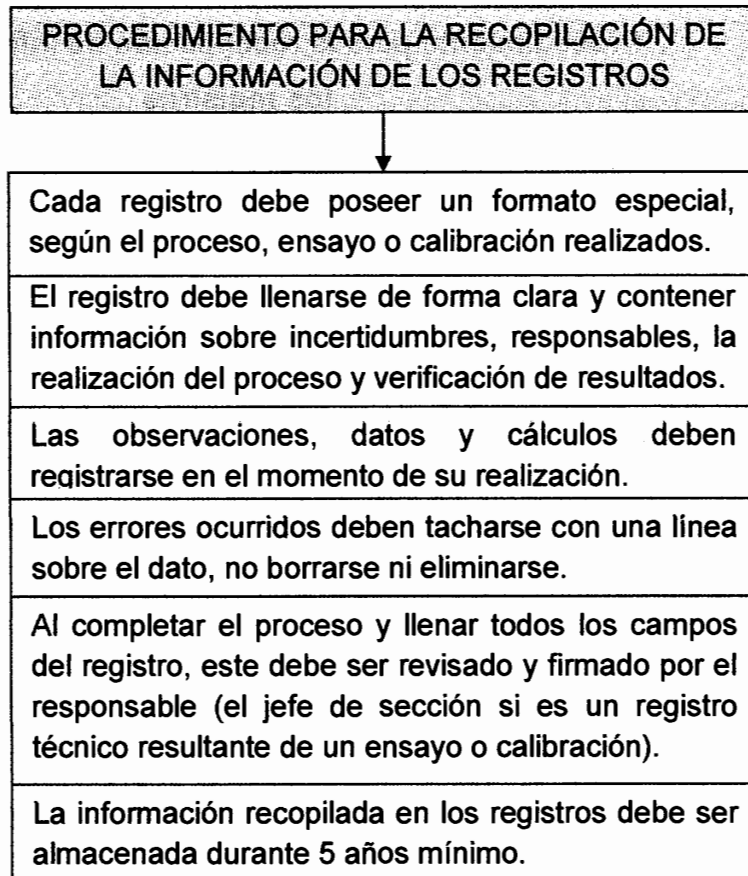 PROCEDIMIENTO PARA LA RECOPILACIÓN DE
LA INFORMACIÓN DE LOS REGISTROS
Cada registro debe poseer un formato especial,
según el proceso, ensayo o calibración realizados.
El registro debe llenarse de forma clara y contener
información sobre incertidumbres, responsables, la
realización del proceso y verificación de resultados.
Las observaciones, datos y cálculos deben
registrarse en el momento de su realización.
Los errores ocurridos deben tacharse con una línea
sobre el dato, no borrarse ni eliminarse.
Al completar el proceso y llenar todos los campos
del registro, este debe ser revisado y firmado por el
responsable (el jefe de sección si es un registro
técnico resultante de un ensayo o calibración).
La información recopilada en los registros debe ser
almacenada durante 5 años mínimo.